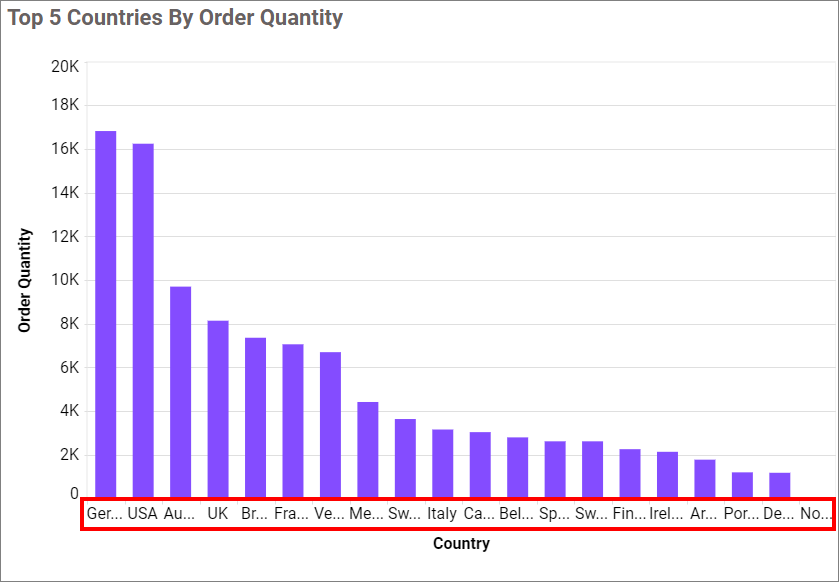 Top 5 Countries By Order Quantity
20K
18K
16K
14K
12K
10K
8K
6K
4K
2K
0
Order Quantity
Ger... USA Au... UK Br... Fra... Ve... Me... Sw... Italy Ca... Bel... Sp... Sw... Fin... Irel... Ar... Por... De... No...
Country